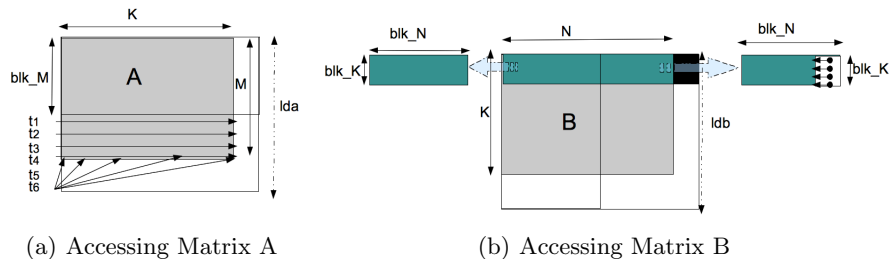 K
blk_M
A
M
lda
t1
t2
t3
t4
t5
t6
(a) Accessing Matrix A
blk_N
blk_K
N
K
B
ldb
blk_N
blk_K
(b) Accessing Matrix B